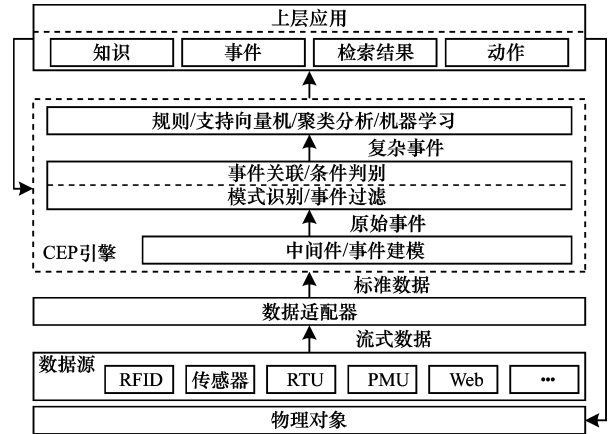 上层应用
知识 事件 检索结果 动作
规则/支持向量机/聚类分析/机器学习
复杂事件
事件关联/条件判别
模式识别/事件过滤
原始事件
CEP引擎 中间件/事件建模
标准数据
数据适配器
流式数据
数据源
RFID 传感器 RTU PMU Web ···
物理对象